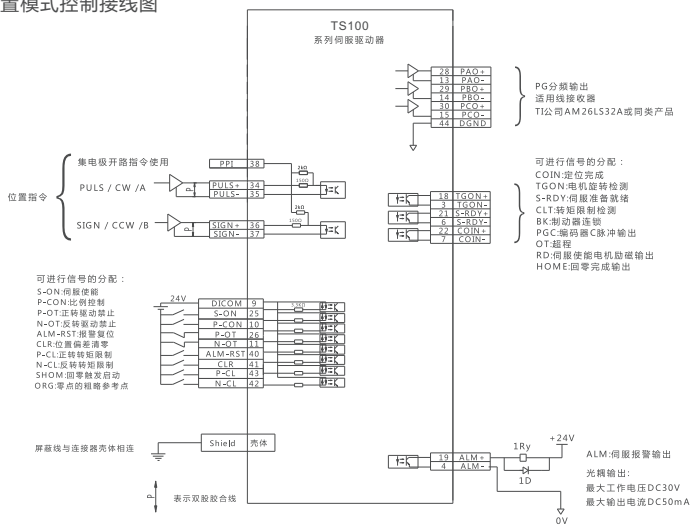 置模式控制接线图
TS100
系列伺服驱动器
28 PAO+
13 PAO-
29 PBO+
14 PBO-
30 PCO+
15 PCO-
44 DGND
PG分频输出
适用线接收器
TI公司AM26LS32A或同类产品
集电极开路指令使用
PPI 38
2kΩ
150Ω
PULS / CW /A
P
PULS+ 34
PULS- 35
位置指令
2kΩ
150Ω
SIGN / CCW /B
P
SIGN+ 36
SIGN- 37
18 TGON+
3 TGON-
21 S-RDY+
6 S-RDY-
22 COIN+
7 COIN-
可进行信号的分配：
COIN:定位完成
TGON:电机旋转检测
S-RDY:伺服准备就绪
CLT:转矩限制检测
BK:制动器连锁
PGC:编码器C脉冲输出
OT:超程
RD:伺服使能电机励磁输出
HOME:回零完成输出
可进行信号的分配：
S-ON:伺服使能
P-CON:比例控制
P-OT:正转驱动禁止
N-OT:反转驱动禁止
ALM-RST:报警复位
CLR:位置偏差清零
P-CL:正转转矩限制
N-CL:反转转矩限制
SHOM:回零触发启动
ORG:零点的粗略参考点
24V
DICOM 9
S-ON 25
P-CON 10
P-OT 26
N-OT 11
ALM-RST 40
CLR 41
P-CL 43
N-CL 42
3.3KΩ
屏蔽线与连接器壳体相连
Shield 壳体
P
表示双股胶合线
19 ALM+
4 ALM-
1Ry
+24V
1D
0V
ALM:伺服报警输出
光耦输出:
最大工作电压DC30V
最大输出电流DC50mA